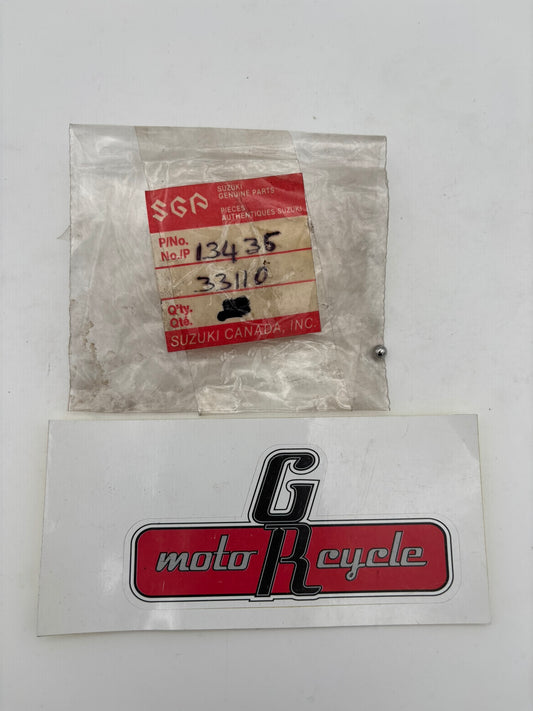 SGP
SUZUKI
GENUINE PARTS
PIECES
AUTHENTIQUES SUZUKI
P/No.
No./P
13435
33110
Q'ty.
Qté.
SUZUKI CANADA, INC.
GR
moto cycle